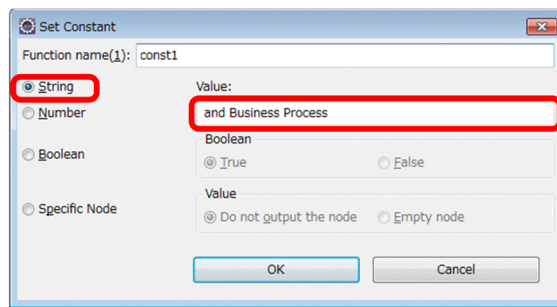 Set Constant
Function name(1): const1
String
Value:
Number
and Business Process
Boolean
Boolean
True
False
Specific Node
Value
Do not output the node
Empty node
OK
Cancel